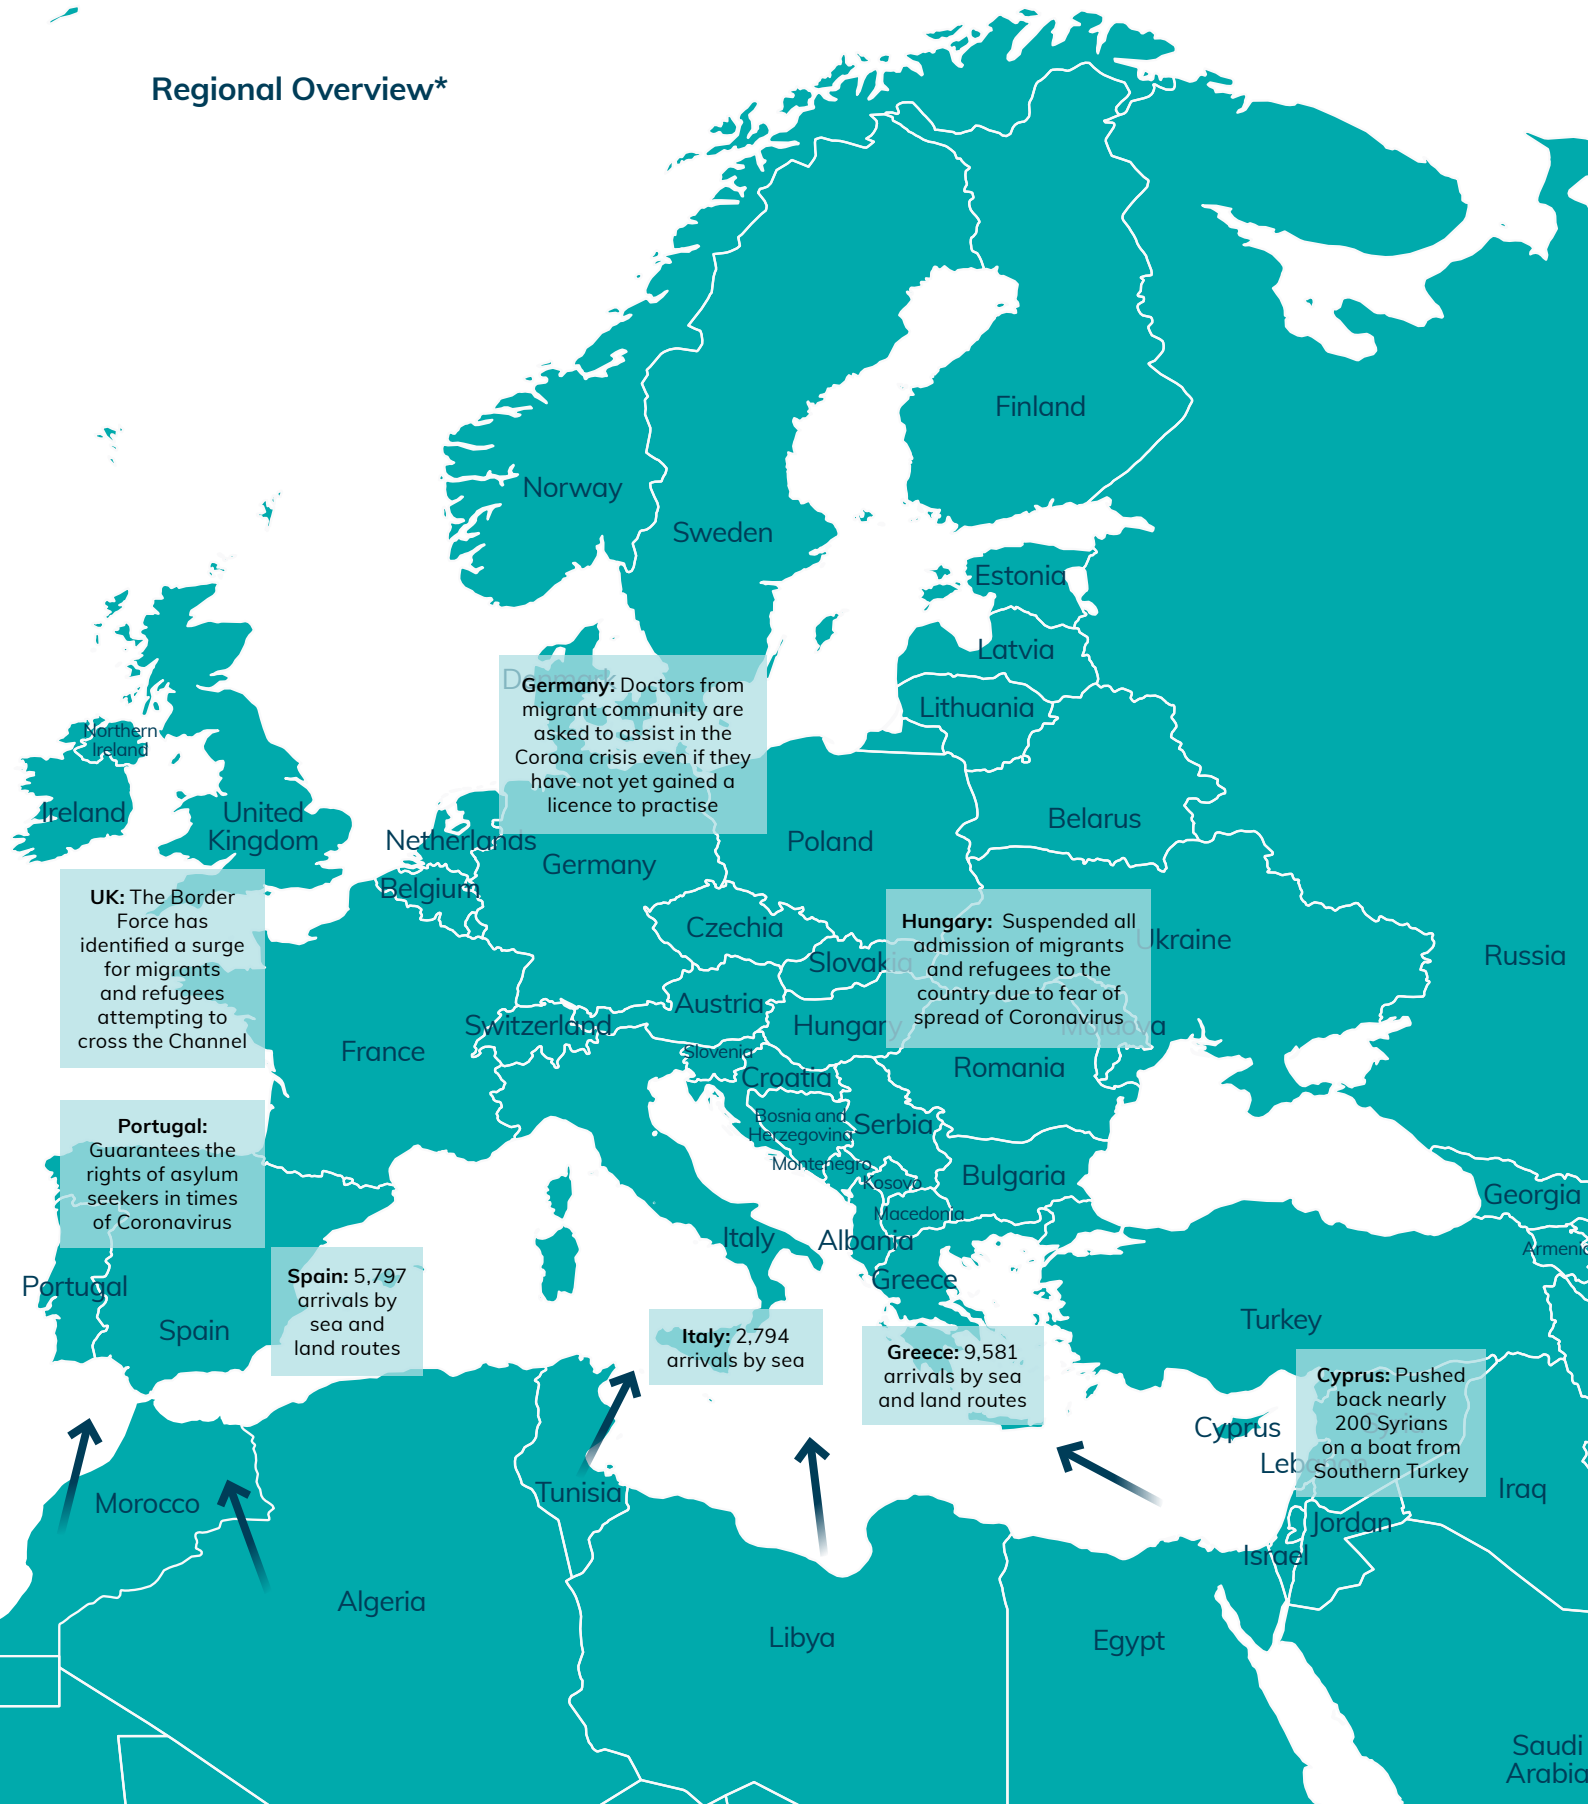 Regional Overview*
Finland
Norway
Sweden
Estonia
Latvia
Lithuania
Denmark
Germany: Doctors from
migrant community are
asked to assist in the
Corona crisis even if they
have not yet gained a
licence to practise
Northern
Ireland
Ireland
United
Kingdom
Netherlands
Belgium
Germany
Poland
Belarus
UK: The Border
Force has
identified a surge
for migrants
and refugees
attempting to
cross the Channel
Czechia
Slovakia
Austria
Hungary: Suspended all
admission of migrants
and refugees to the
country due to fear of
spread of Coronavirus
Ukraine
Russia
Switzerland
Hungary
Moldova
France
Slovenia
Croatia
Romania
Portugal:
Guarantees the
rights of asylum
seekers in times
of Coronavirus
Bosnia and
Herzegovina
Serbia
Montenegro
Kosovo
Bulgaria
Macedonia
Georgia
Armenia
Italy
Albania
Greece
Portugal
Spain
Spain: 5,797
arrivals by
sea and
land routes
Italy: 2,794
arrivals by sea
Greece: 9,581
arrivals by sea
and land routes
Turkey
Cyprus: Pushed
back nearly
200 Syrians
on a boat from
Southern Turkey
Cyprus
Lebanon
Iraq
Morocco
Tunisia
Jordan
Israel
Algeria
Libya
Egypt
Saudi
Arabia